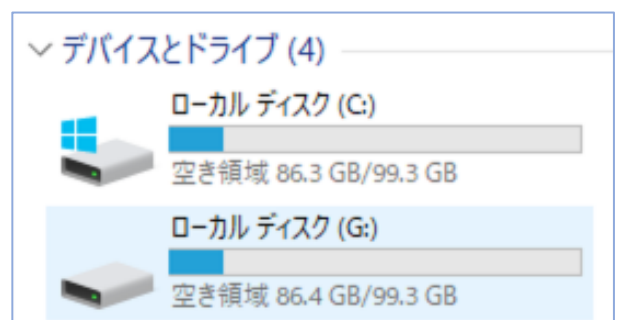 デバイスとドライブ (4)
ローカル ディスク (C:)
空き領域 86.3 GB/99.3 GB
ローカル ディスク (G:)
空き領域 86.4 GB/99.3 GB